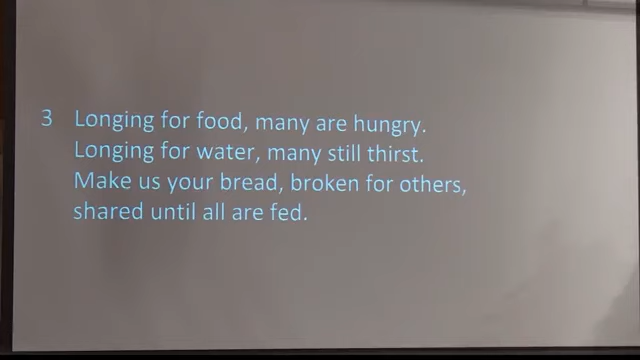 3 Longing for food, many are hungry.
Longing for water, many still thirst.
Make us your bread, broken for others,
shared until all are fed.